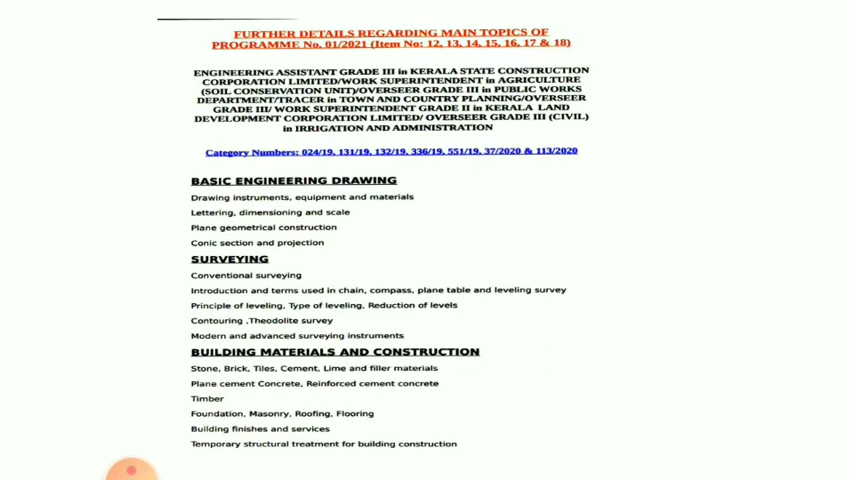 FURTHER DETAILS REGARDING MAIN TOPICS OF
PROGRAMME No. 01/2021 (Item No: 12, 13, 14, 15, 16, 17 & 18)
ENGINEERING ASSISTANT GRADE III in KERALA STATE CONSTRUCTION
CORPORATION LIMITED/WORK SUPERINTENDENT in AGRICULTURE
(SOIL CONSERVATION UNIT)/OVERSEER GRADE III in PUBLIC WORKS
DEPARTMENT/TRACER in TOWN AND COUNTRY PLANNING/OVERSEER
GRADE III/ WORK SUPERINTENDENT GRADE II in KERALA LAND
DEVELOPMENT CORPORATION LIMITED/ OVERSEER GRADE III (CIVIL)
in IRRIGATION AND ADMINISTRATION
Category Numbers: 024/19, 131/19, 132/19, 336/19, 551/19, 37/2020 & 113/2020
BASIC ENGINEERING DRAWING
Drawing instruments, equipment and materials
Lettering, dimensioning and scale
Plane geometrical construction
Conic section and projection
SURVEYING
Conventional surveying
Introduction and terms used in chain, compass, plane table and leveling survey
Principle of leveling, Type of leveling, Reduction of levels
Contouring ,Theodolite survey
Modern and advanced surveying instruments
BUILDING MATERIALS AND CONSTRUCTION
Stone, Brick, Tiles, Cement, Lime and filler materials
Plane cement Concrete, Reinforced cement concrete
Timber
Foundation, Masonry, Roofing, Flooring
Building finishes and services
Temporary structural treatment for building construction